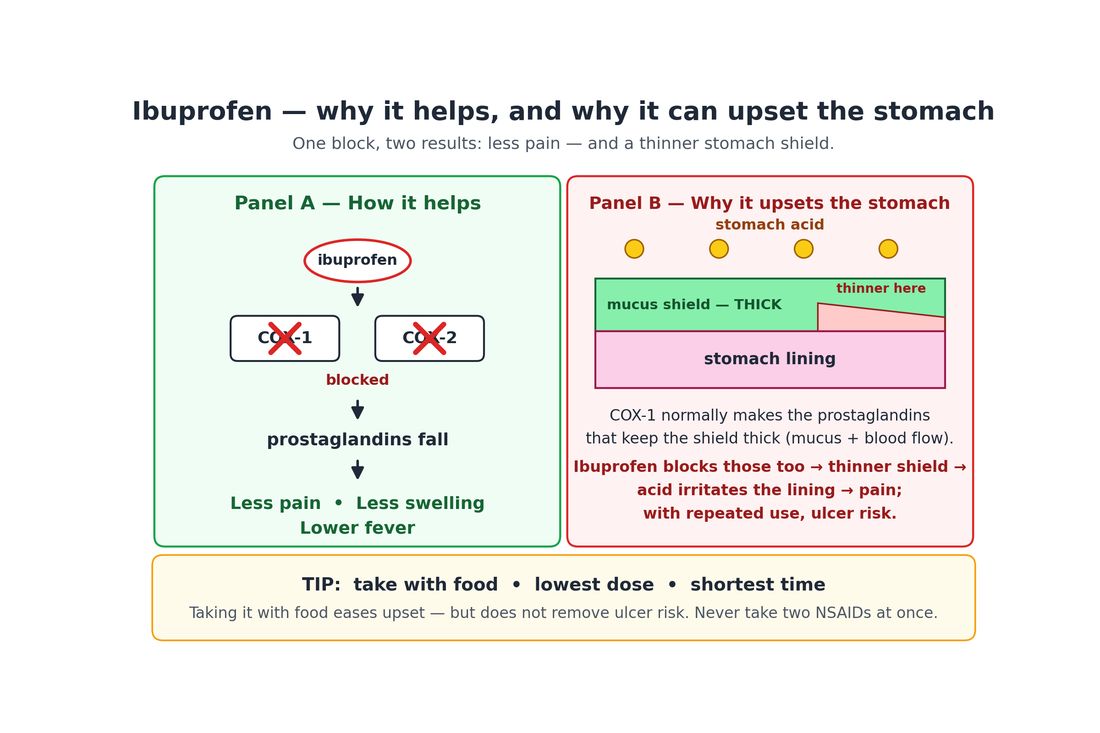 Ibuprofen — why it helps, and why it can upset the stomach
One block, two results: less pain — and a thinner stomach shield.
Panel A — How it helps
ibuprofen
COX-1
COX-2
blocked
prostaglandins fall
Less pain • Less swelling
Lower fever
Panel B — Why it upsets the stomach
stomach acid
thinner here
mucus shield — THICK
stomach lining
COX-1 normally makes the prostaglandins
that keep the shield thick (mucus + blood flow).
Ibuprofen blocks those too → thinner shield →
acid irritates the lining → pain;
with repeated use, ulcer risk.
TIP: take with food • lowest dose • shortest time
Taking it with food eases upset — but does not remove ulcer risk. Never take two NSAIDs at once.